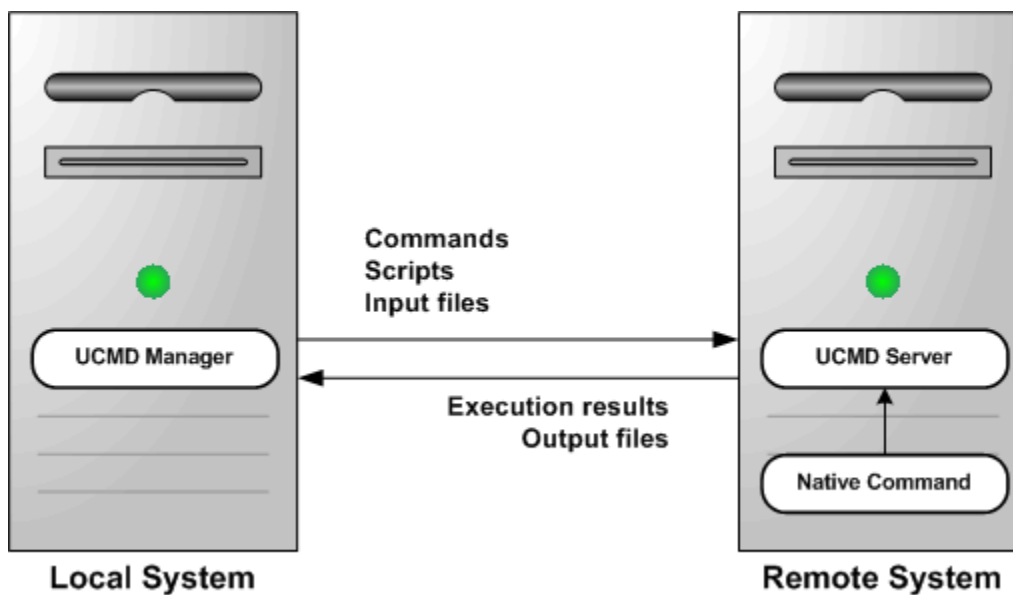 Commands
Scripts
Input files
UCMD Manager
UCMD Server
Execution results
Output files
Native Command
Local System
Remote System